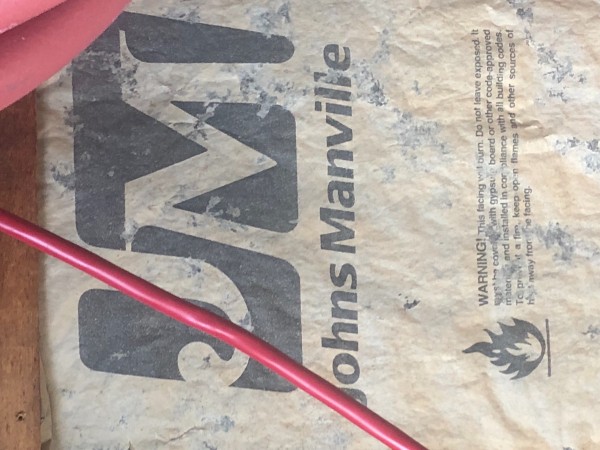 JM
Johns Manville
WARNING! This facing will burn. Do not leave exposed. It
must be covered with gypsum board or other code-approved
material and installed in compliance with all building codes.
To prevent a fire, keep open flames and other sources of
heat away from the facing.